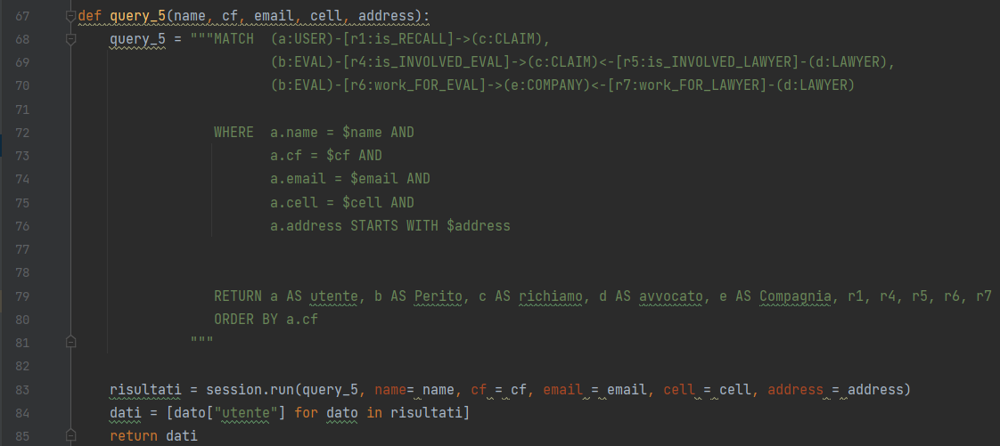 67 def query_5(name, cf, email, cell, address):
68 query_5 = """MATCH  (a:USER)-[r1:is_RECALL]->(c:CLAIM),
69 (b:EVAL)-[r4:is_INVOLVED_EVAL]->(c:CLAIM)<-[r5:is_INVOLVED_LAWYER]-(d:LAWYER),
70 (b:EVAL)-[r6:work_FOR_EVAL]->(e:COMPANY)<-[r7:work_FOR_LAWYER]-(d:LAWYER)
71
72 WHERE  a.name = $name AND
73 a.cf = $cf AND
74 a.email = $email AND
75 a.cell = $cell AND
76 a.address STARTS WITH $address
77
78
79 RETURN a AS utente, b AS Perito, c AS richiamo, d AS avvocato, e AS Compagnia, r1, r4, r5, r6, r7
80 ORDER BY a.cf
81 """
82
83 risultati = session.run(query_5, name= name, cf = cf, email = email, cell = cell, address = address)
84 dati = [dato["utente"] for dato in risultati]
85 return dati